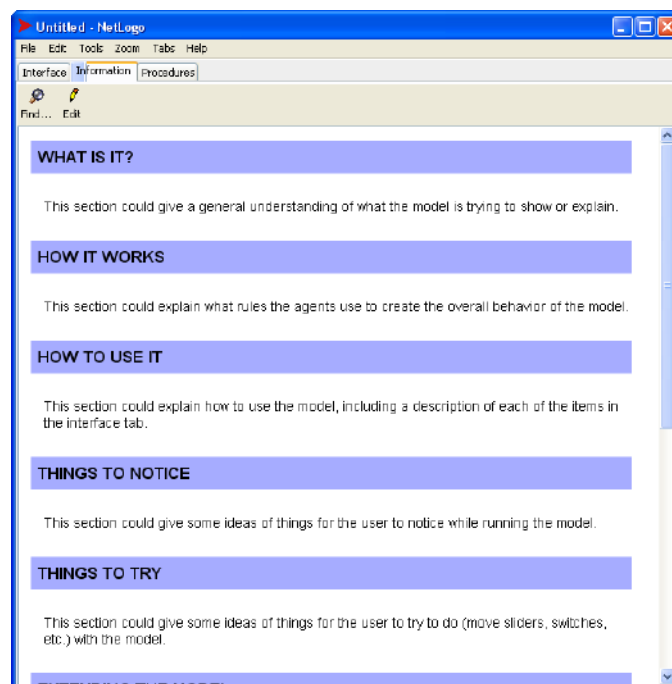 Untitled - NetLogo
File Edit Tools Zoom Tabs Help
Interface Information Procedures
Find... Edit
WHAT IS IT?
This section could give a general understanding of what the model is trying to show or explain.
HOW IT WORKS
This section could explain what rules the agents use to create the overall behavior of the model.
HOW TO USE IT
This section could explain how to use the model, including a description of each of the items in
the interface tab.
THINGS TO NOTICE
This section could give some ideas of things for the user to notice while running the model.
THINGS TO TRY
This section could give some ideas of things for the user to try to do (move sliders, switches,
etc.) with the model.
EXTENDING THE MODEL